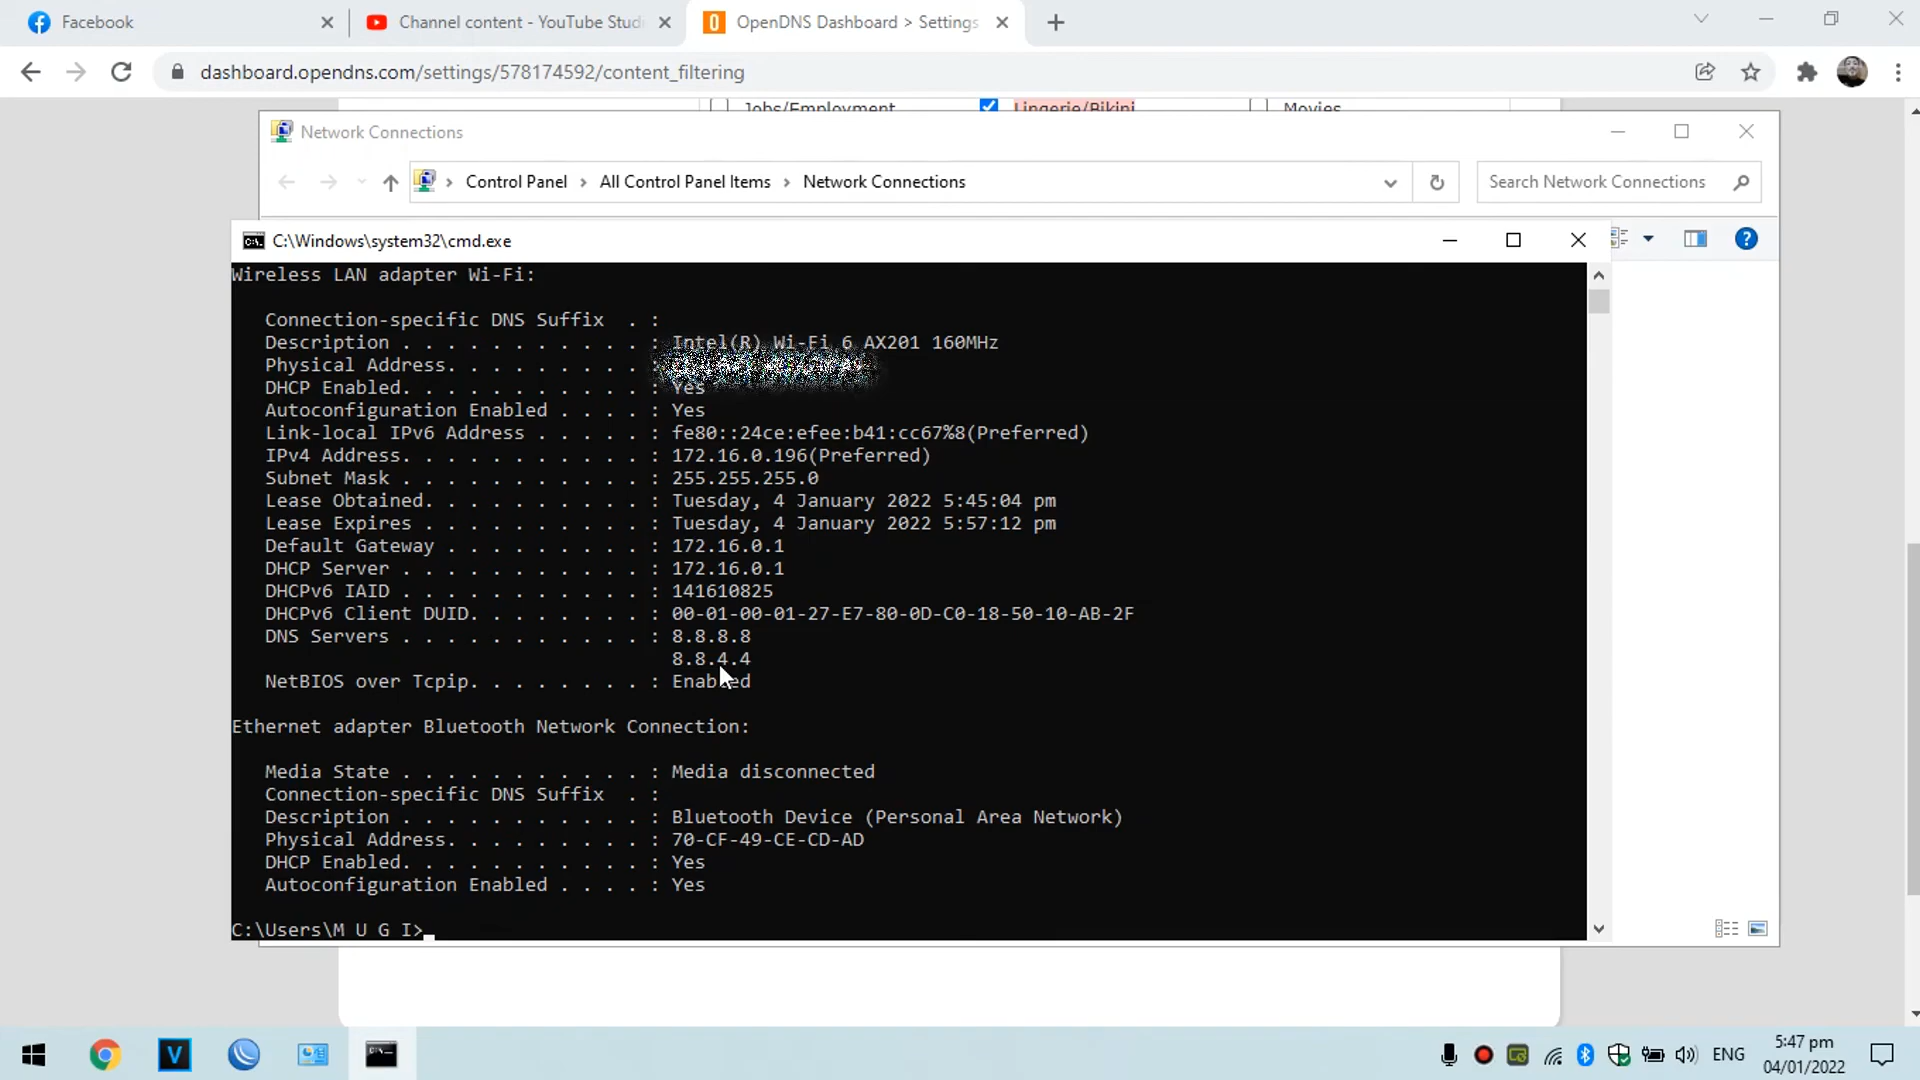 Facebook
Channel content - YouTube Stud
OpenDNS Dashboard > Settings
dashboard.opendns.com/settings/578174592/content_filtering
Jobs/Employment
Lingerie/Bikini
Movies
Network Connections
Control Panel > All Control Panel Items > Network Connections
Search Network Connections
C:\Windows\system32\cmd.exe
Wireless LAN adapter Wi-Fi:
Connection-specific DNS Suffix . :
Description . . . . . . . . . . . : Intel(R) Wi-Fi 6 AX201 160MHz
Physical Address. . . . . . . . . :
DHCP Enabled. . . . . . . . . . . : Yes
Autoconfiguration Enabled . . . . : Yes
Link-local IPv6 Address . . . . . : fe80::24ce:efee:b41:cc67%8(Preferred)
IPv4 Address. . . . . . . . . . . : 172.16.0.196(Preferred)
Subnet Mask . . . . . . . . . . . : 255.255.255.0
Lease Obtained. . . . . . . . . . : Tuesday, 4 January 2022 5:45:04 pm
Lease Expires . . . . . . . . . . : Tuesday, 4 January 2022 5:57:12 pm
Default Gateway . . . . . . . . . : 172.16.0.1
DHCP Server . . . . . . . . . . . : 172.16.0.1
DHCPv6 IAID . . . . . . . . . . . : 141610825
DHCPv6 Client DUID. . . . . . . . : 00-01-00-01-27-E7-80-0D-C0-18-50-10-AB-2F
DNS Servers . . . . . . . . . . . : 8.8.8.8
8.8.4.4
NetBIOS over Tcpip. . . . . . . . : Enabled
Ethernet adapter Bluetooth Network Connection:
Media State . . . . . . . . . . . : Media disconnected
Connection-specific DNS Suffix . :
Description . . . . . . . . . . . : Bluetooth Device (Personal Area Network)
Physical Address. . . . . . . . . : 70-CF-49-CE-CD-AD
DHCP Enabled. . . . . . . . . . . : Yes
Autoconfiguration Enabled . . . . : Yes
C:\Users\M U G I>
ENG
5:47 pm
04/01/2022